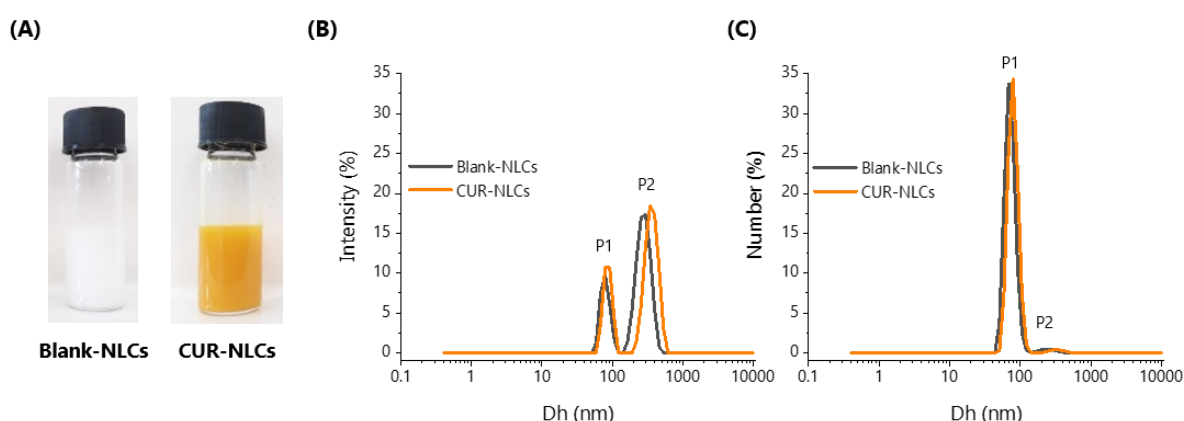 (A)
Blank-NLCs CUR-NLCs
(B)
Intensity (%)
35
30
25
20
15
10
5
0
Blank-NLCs
CUR-NLCs
P1
P2
0.1 1 10 100 1000 10000
Dh (nm)
(C)
Number (%)
35
30
25
20
15
10
5
0
P1
Blank-NLCs
CUR-NLCs
P2
0.1 1 10 100 1000 10000
Dh (nm)